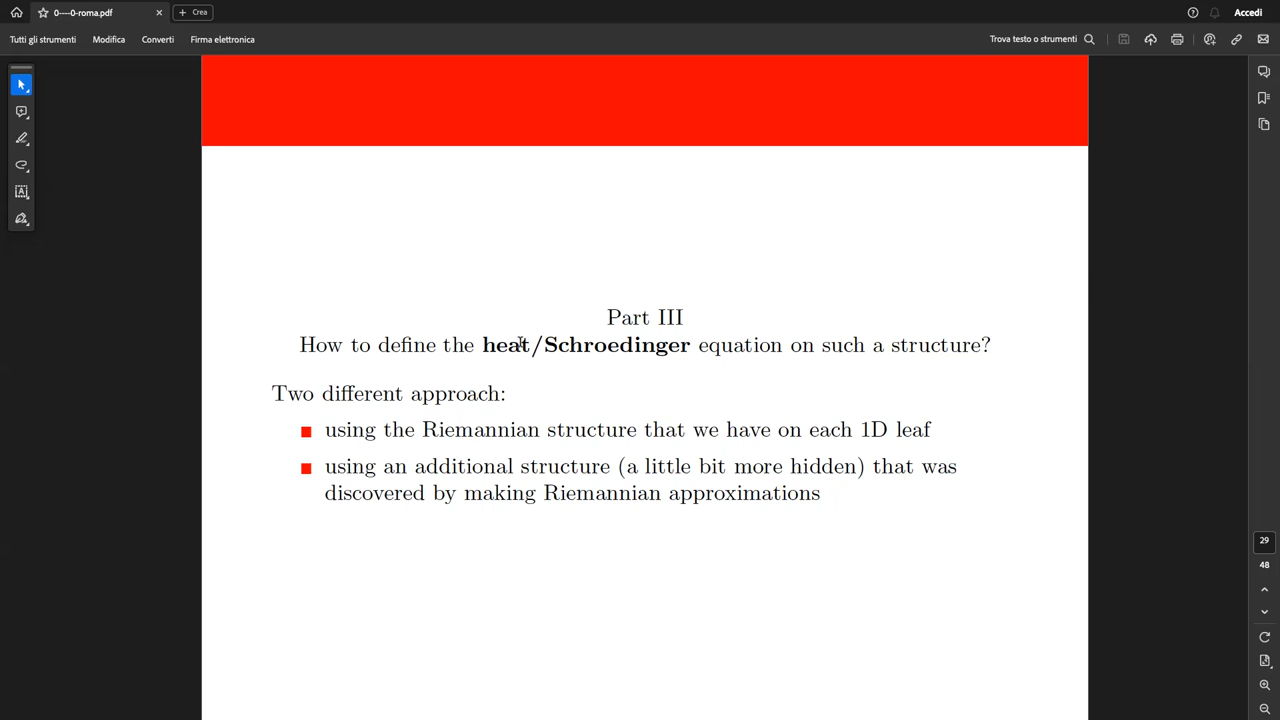 0----0-roma.pdf
Crea
Accedi
Tutti gli strumenti
Modifica
Converti
Firma elettronica
Trova testo o strumenti
Part III
How to define the heat/Schroedinger equation on such a structure?
Two different approach:
using the Riemannian structure that we have on each 1D leaf
using an additional structure (a little bit more hidden) that was
discovered by making Riemannian approximations
29
48